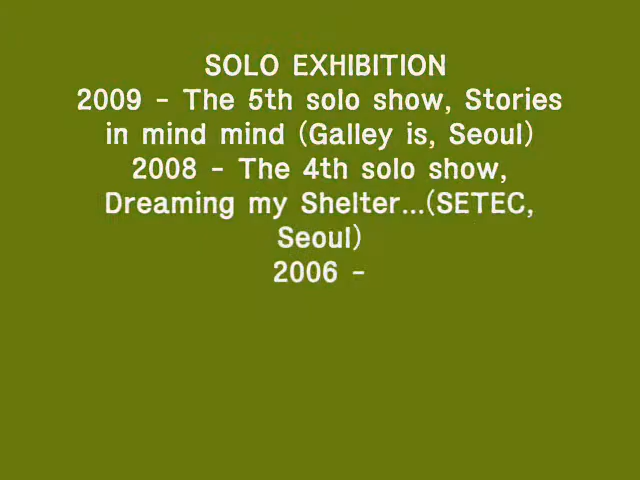 SOLO EXHIBITION
2009 - The 5th solo show, Stories
in mind mind (Galley is, Seoul)
2008 - The 4th solo show,
Dreaming my Shelter...(SETEC,
Seoul)
2006 -